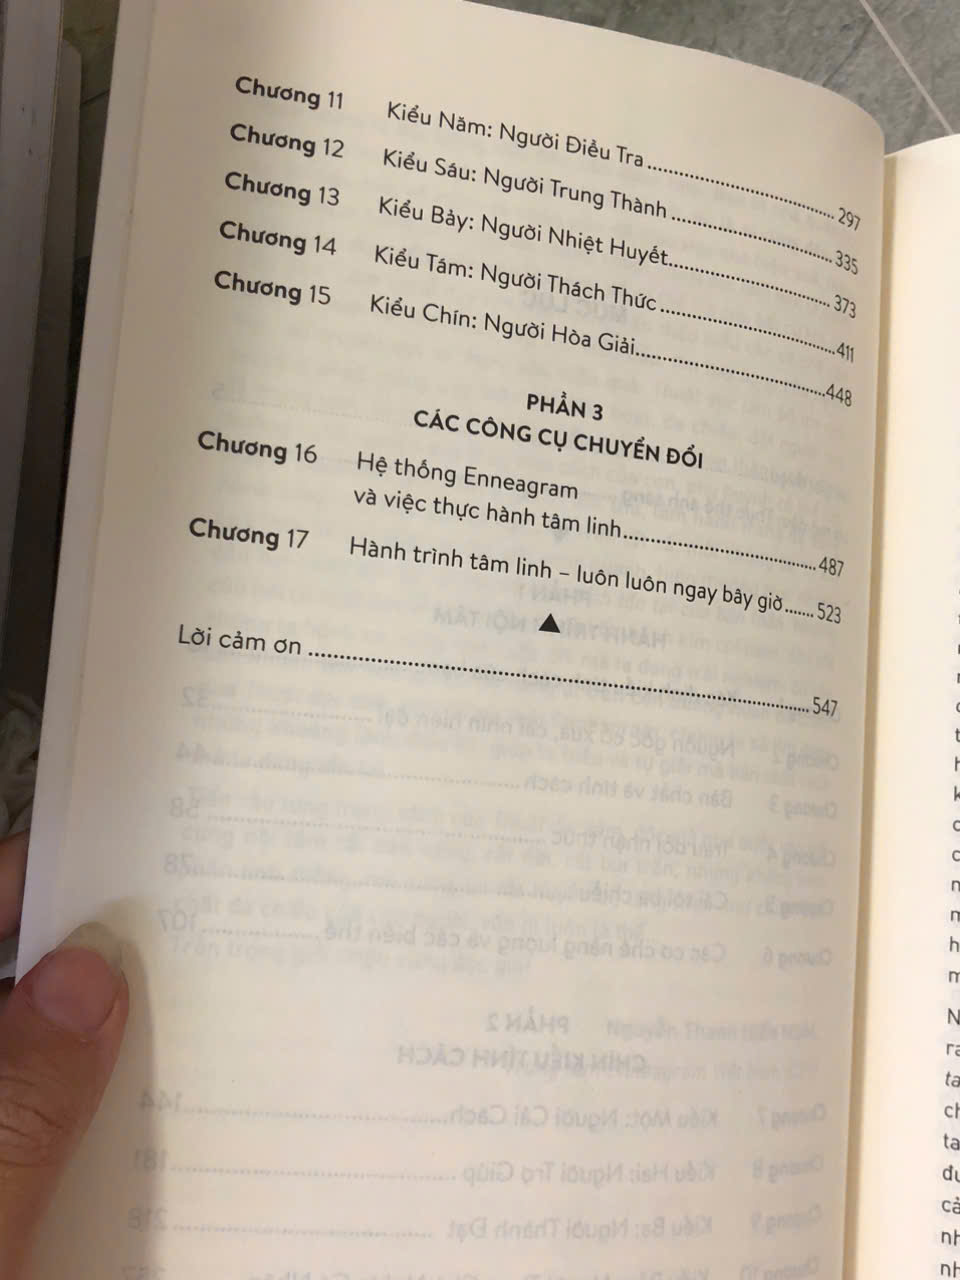 Chương 11 Kiểu Năm: Người Điều Tra 297
Chương 12 Kiểu Sáu: Người Trung Thành 335
Chương 13 Kiểu Bảy: Người Nhiệt Huyết 373
Chương 14 Kiểu Tám: Người Thách Thức 411
Chương 15 Kiểu Chín: Người Hòa Giải 448
PHẦN 3
CÁC CÔNG CỤ CHUYỂN ĐỔI
Chương 16 Hệ thống Enneagram
và việc thực hành tâm linh 487
Chương 17 Hành trình tâm linh – luôn luôn ngay bây giờ 523
Lời cảm ơn 547